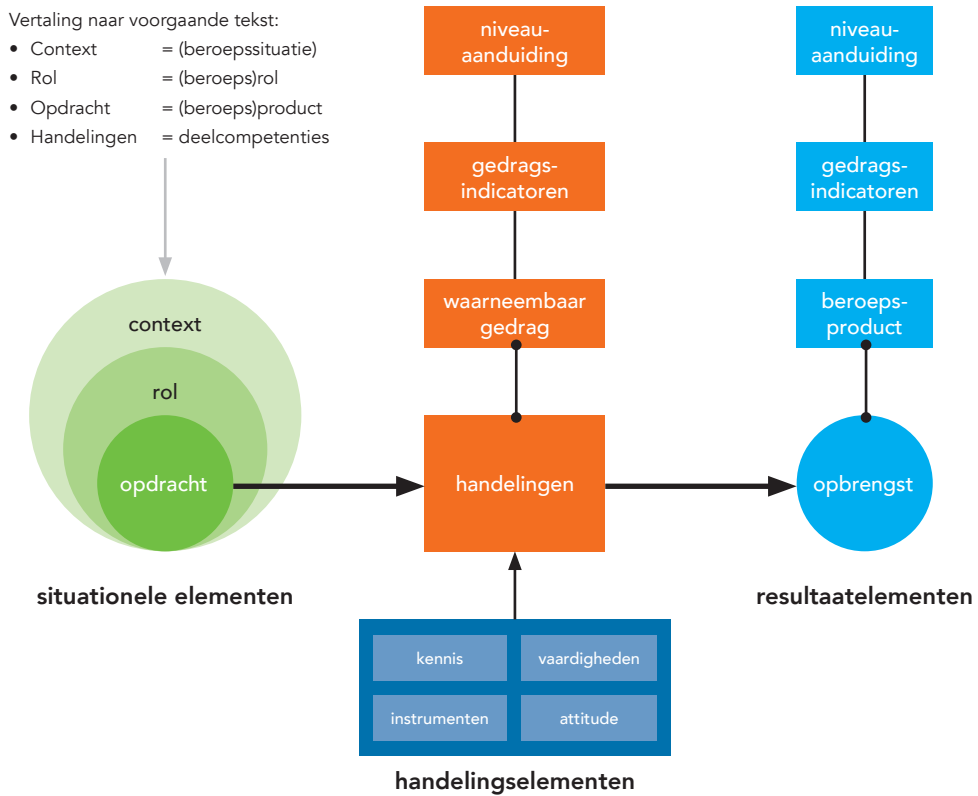 Vertaling naar voorgaande tekst:
• Context = (beroepssituatie)
• Rol = (beroeps)rol
• Opdracht = (beroeps)product
• Handelingen = deelcompetenties
context
rol
opdracht
situationele elementen
niveau-
aanduiding
gedrags-
indicatoren
waarneembaar
gedrag
handelingen
kennis
vaardigheden
instrumenten
attitude
handelingselementen
niveau-
aanduiding
gedrags-
indicatoren
beroeps-
product
opbrengst
resultaatelementen